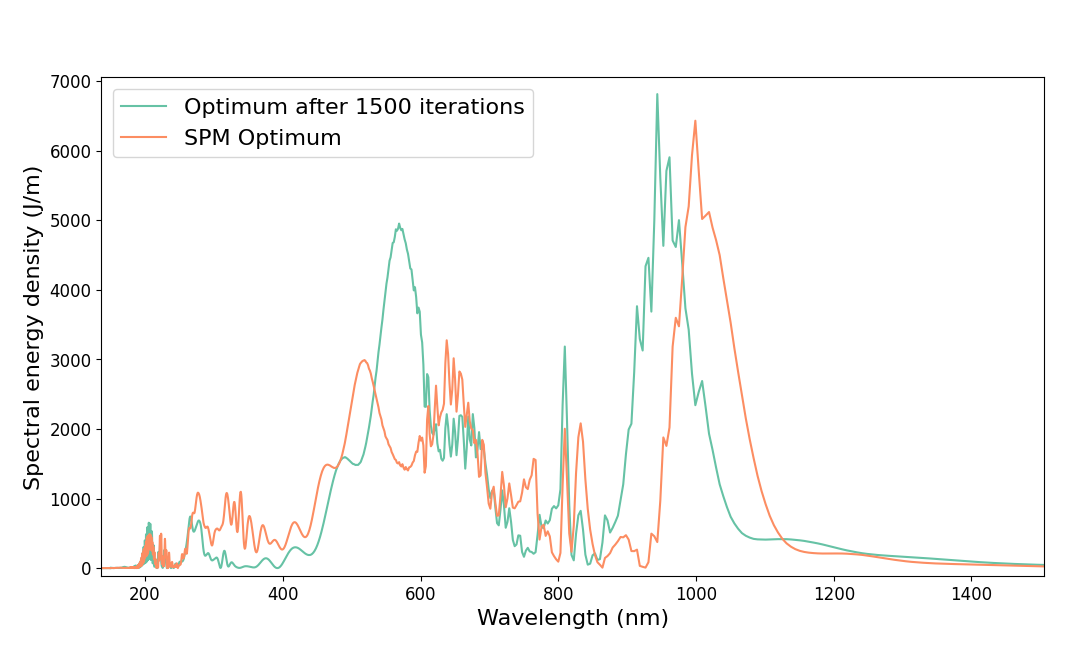 7000
6000
5000
4000
3000
2000
1000
0
Spectral energy density (J/m)
Optimum after 1500 iterations
SPM Optimum
200 400 600 800 1000 1200 1400
Wavelength (nm)